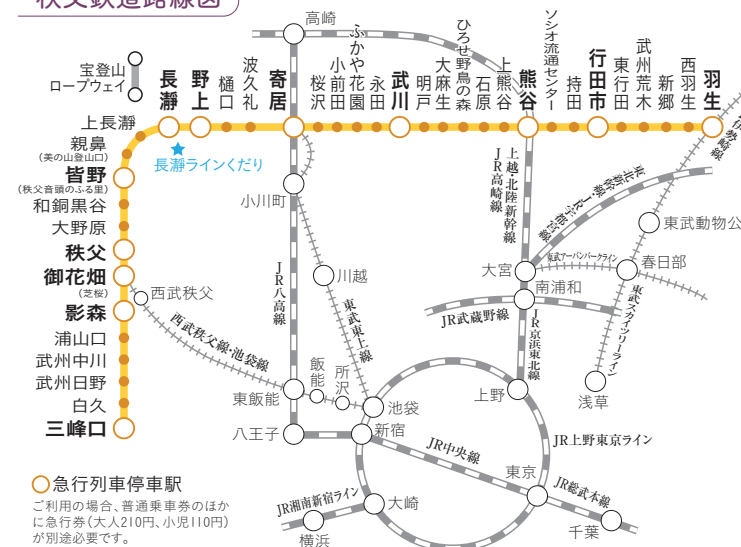 秩父鉄道路線図
高崎
宝登山
ロープウェイ
長瀞
野上
樋口
波久礼
寄居
桜沢
小前田
ふかや花園
永田
武川
明戸
大麻生
ひろせ野鳥の森
石原
上熊谷
熊谷
ソシオ流通センター
持田
行田市
東行田
武州荒木
新郷
西羽生
羽生
上長瀞
親鼻
(美の山登山口)
皆野
(秩父音頭のふる里)
和銅黒谷
大野原
秩父
御花畑
(芝桜)
影森
浦山口
武州中川
武州日野
白久
三峰口
長瀞ラインくだり
小川町
川越
西武秩父
西武秩父線・池袋線
JR八高線
東武東上線
上越・北陸新幹線
JR高崎線
東北新幹線
JR宇都宮線
伊勢崎線
東武動物公
東武アーバンパークライン
春日部
大宮
南浦和
JR武蔵野線
JR京浜東北線
東武スカイツリーライン
浅草
上野
東飯能
飯能
所沢
池袋
八王子
新宿
JR中央線
JR上野東京ライン
東京
JR総武本線
千葉
JR湘南新宿ライン
大崎
横浜
急行列車停車駅
ご利用の場合、普通乗車券のほか
に急行券(大人210円、小児110円)
が別途必要です。